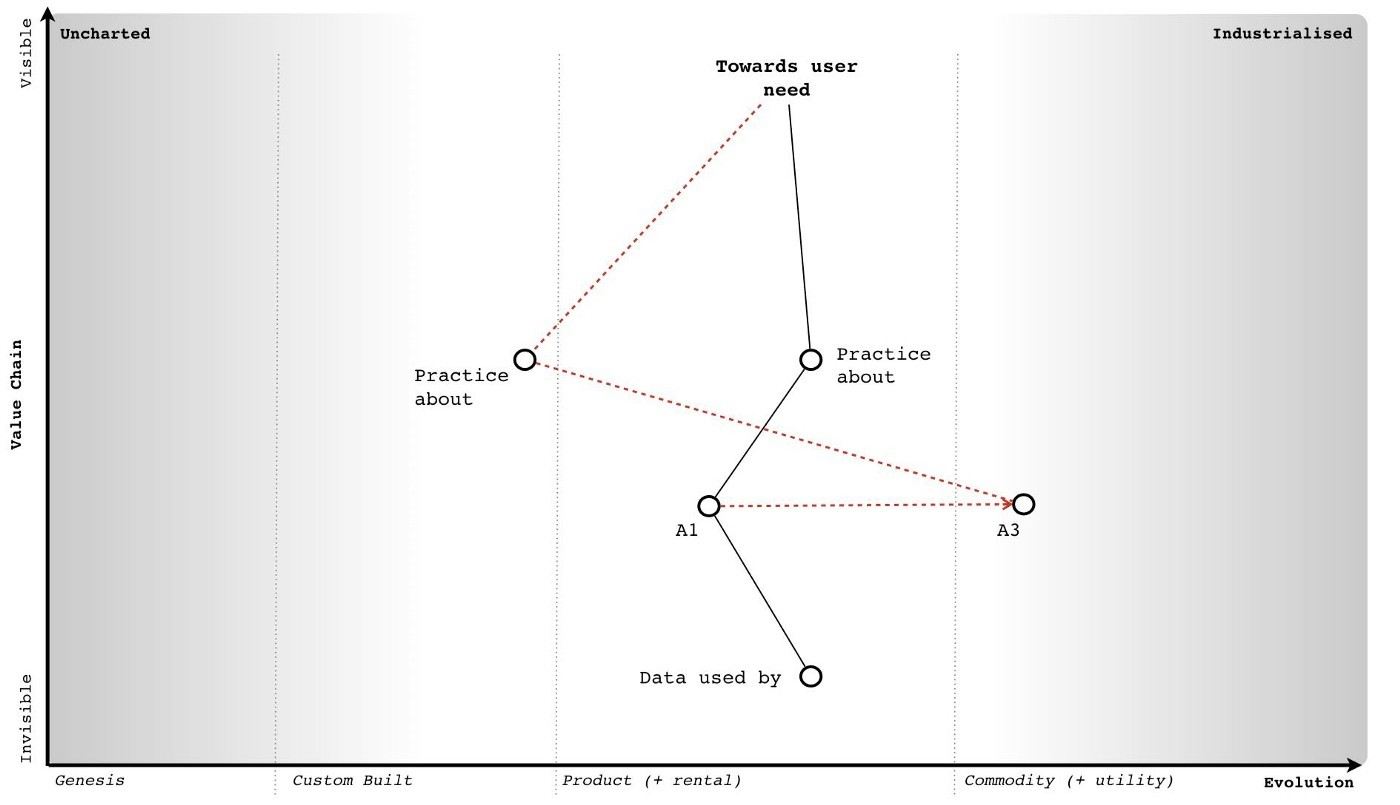 Uncharted
Industrialised
Visible
Towards user
need
Practice
about
Practice
about
Value Chain
A1
A3
Data used by
Invisible
Genesis
Custom Built
Product (+ rental)
Commodity (+ utility)
Evolution